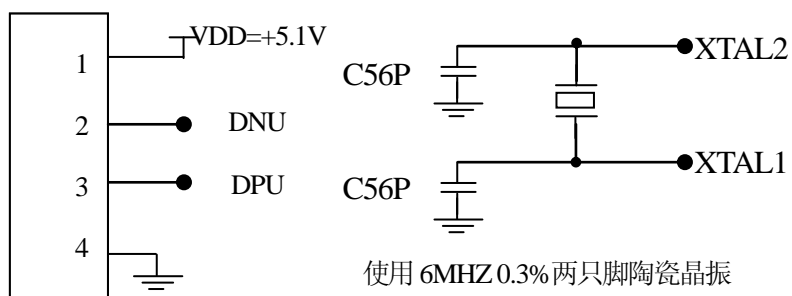 1
VDD=+5.1V
2
DNU
3
DPU
4
C56P
XTAL2
C56P
XTAL1
使用 6MHZ 0.3% 两只脚陶瓷晶振